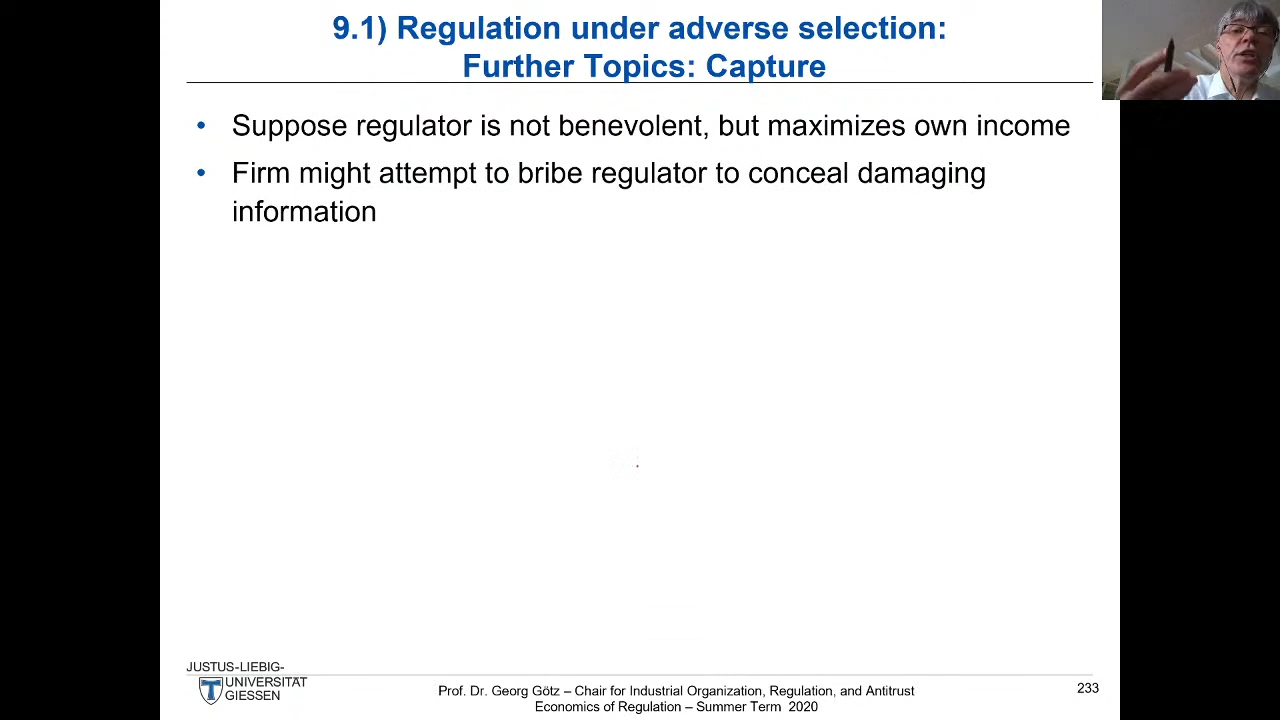 9.1) Regulation under adverse selection:
Further Topics: Capture
• Suppose regulator is not benevolent, but maximizes own income
• Firm might attempt to bribe regulator to conceal damaging
information
JUSTUS-LIEBIG-
UNIVERSITÄT
GIESSEN
Prof. Dr. Georg Götz – Chair for Industrial Organization, Regulation, and Antitrust
Economics of Regulation – Summer Term 2020
233